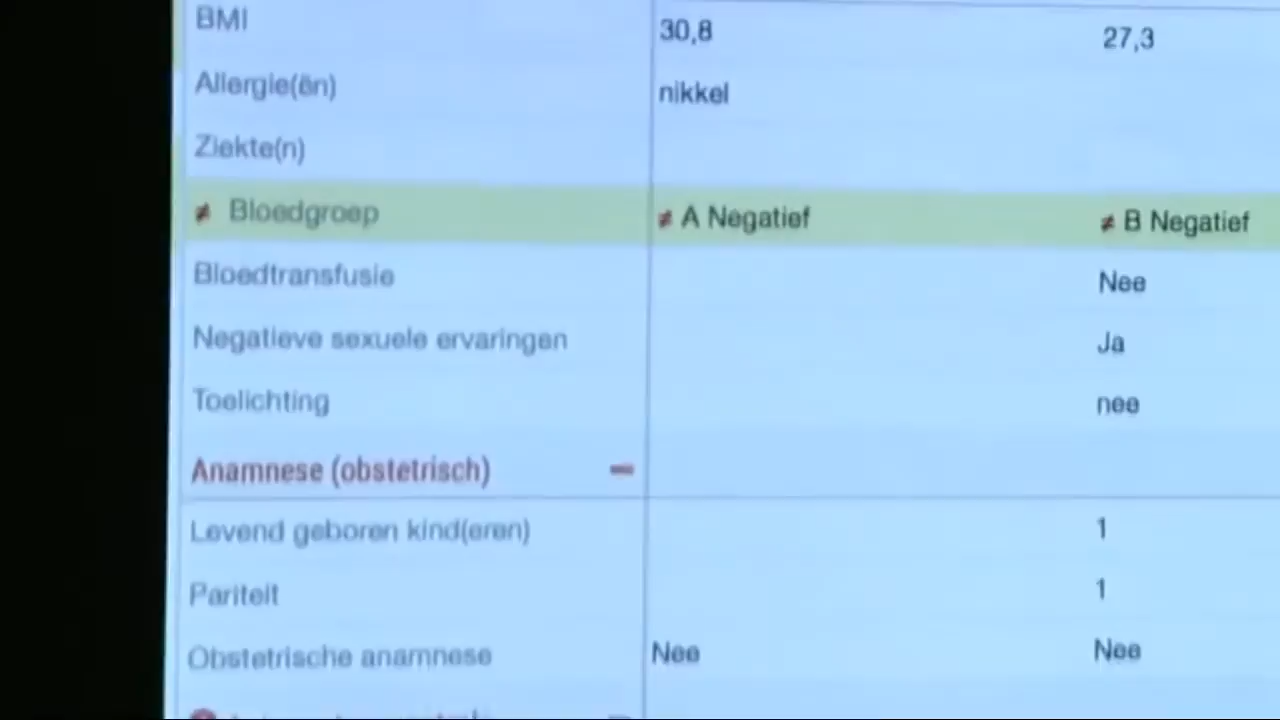 BMI 30,8 27,3
Allergie(ën) nikkel
Ziekte(n)
≠ Bloedgroep ≠ A Negatief ≠ B Negatief
Bloedtransfusie Nee
Negatieve sexuele ervaringen Ja
Toelichting nee
Anamnese (obstetrisch)
Levend geboren kind(eren) 1
Pariteit 1
Obstetrische anamnese Nee Nee